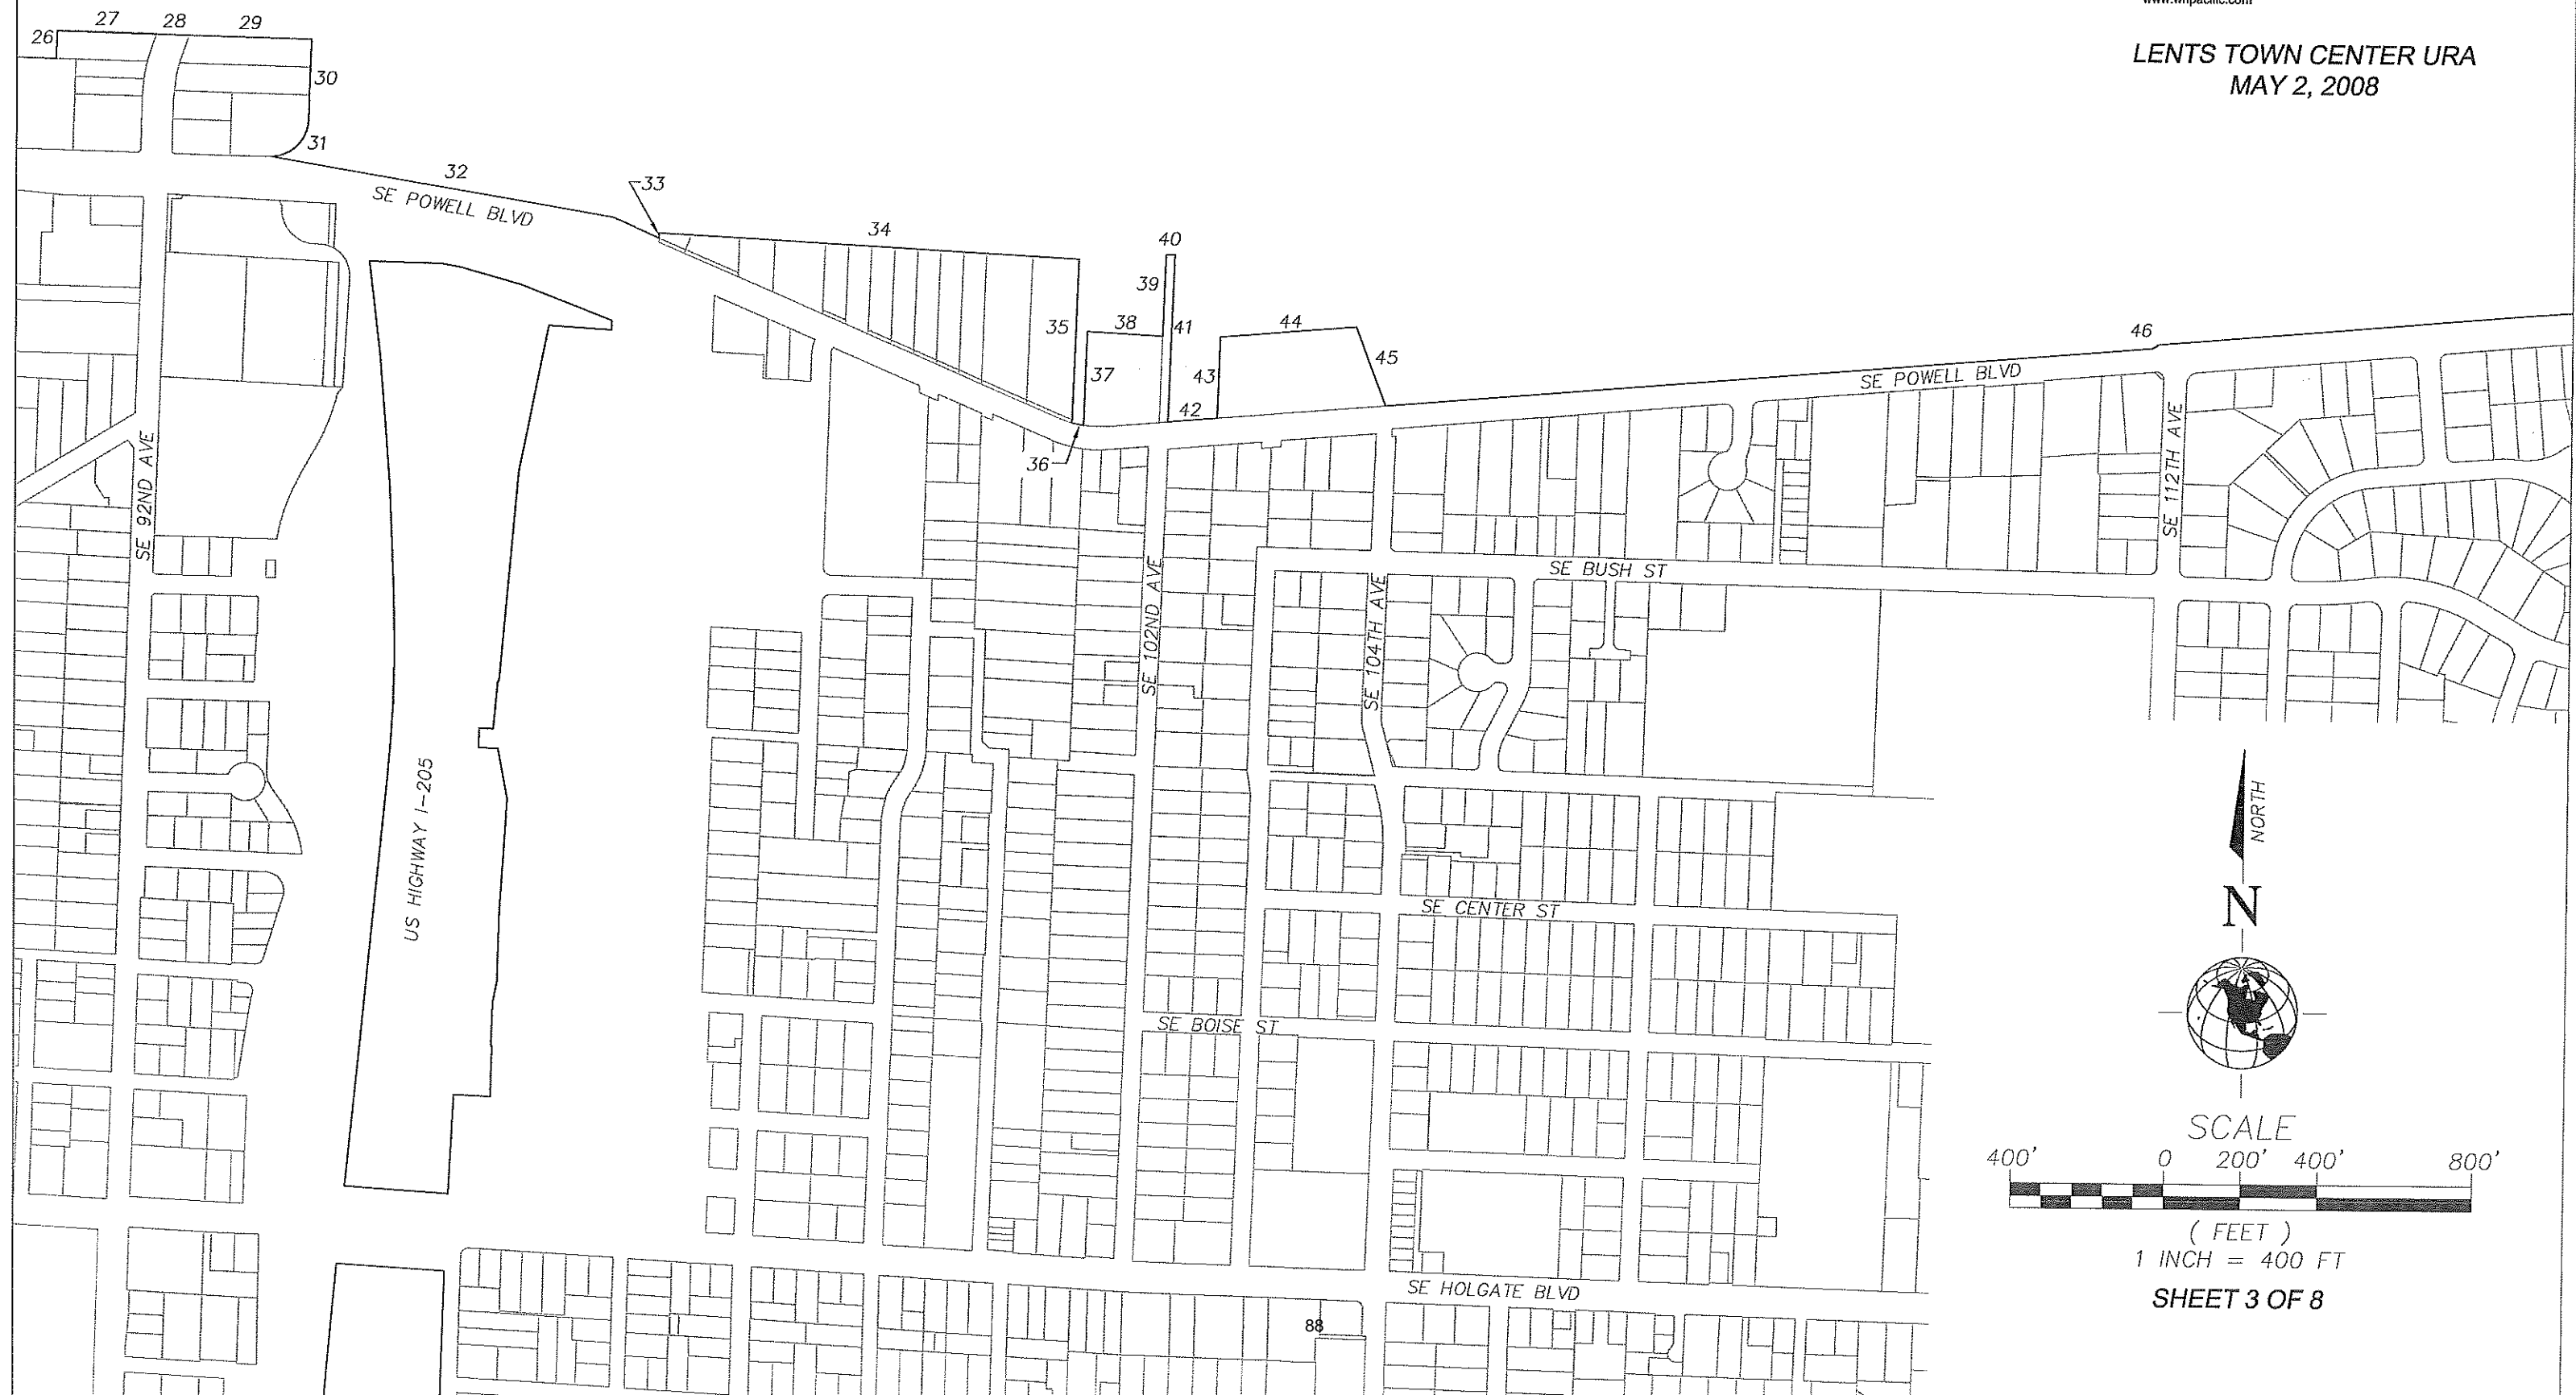 www.whpacific.com
LENTS TOWN CENTER URA
MAY 2, 2008
27 28 29
26
30
31
32
33
SE POWELL BLVD
34
40
39
35 38 41 44
46
45
37 43
SE POWELL BLVD
42
36
SE 92ND AVE
SE 112TH AVE
SE BUSH ST
SE 102ND AVE
SE 104TH AVE
US HIGHWAY I-205
NORTH
N
SE CENTER ST
SE BOISE ST
SCALE
400' 0 200' 400' 800'
( FEET )
1 INCH = 400 FT
SE HOLGATE BLVD
SHEET 3 OF 8
88